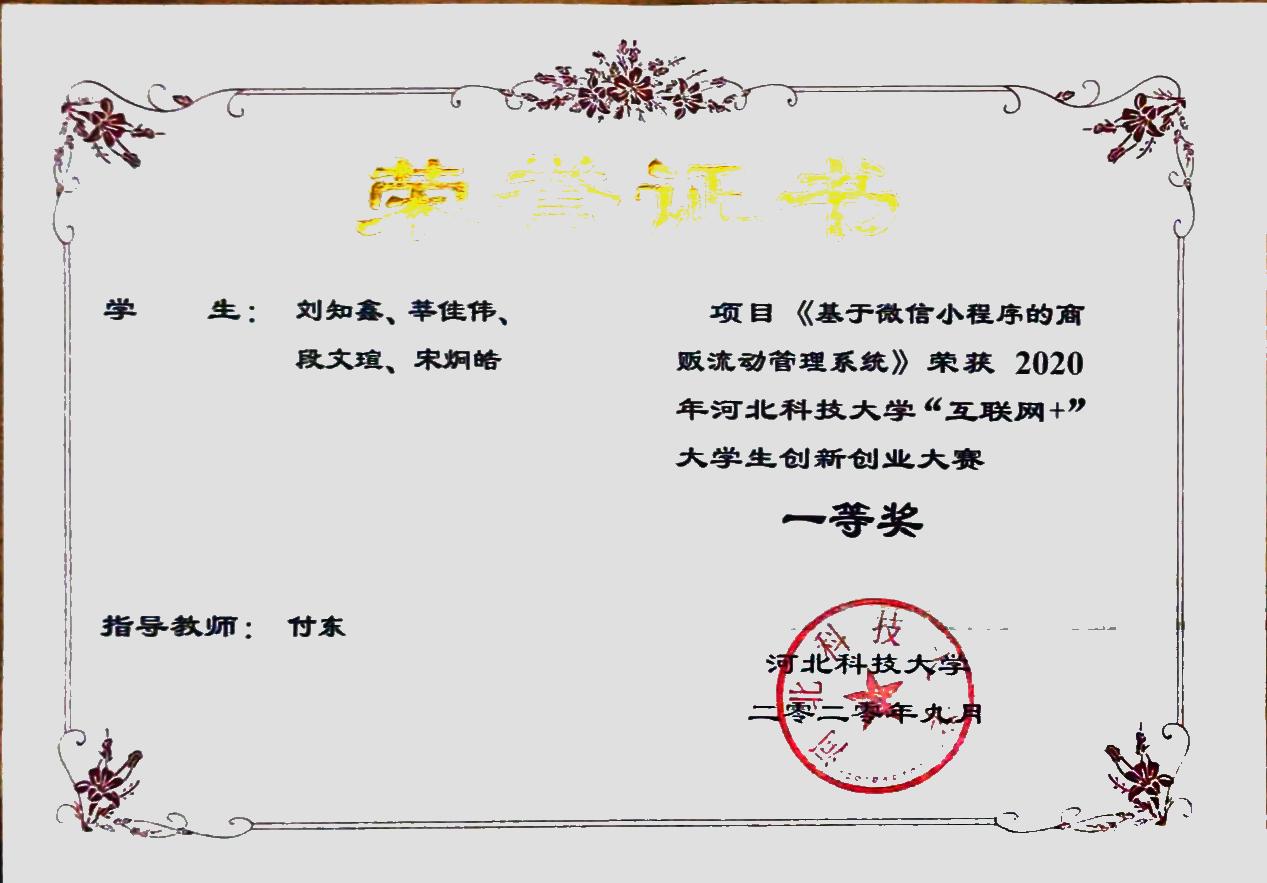 荣誉证书
学 生： 刘知鑫、莘佳伟、
段文瑄、宋炯皓
指导教师： 付东
项目《基于微信小程序的商
贩流动管理系统》荣获 2020
年河北科技大学“互联网+”
大学生创新创业大赛
一等奖
河北科技大学
二零二零年九月
河北科技大